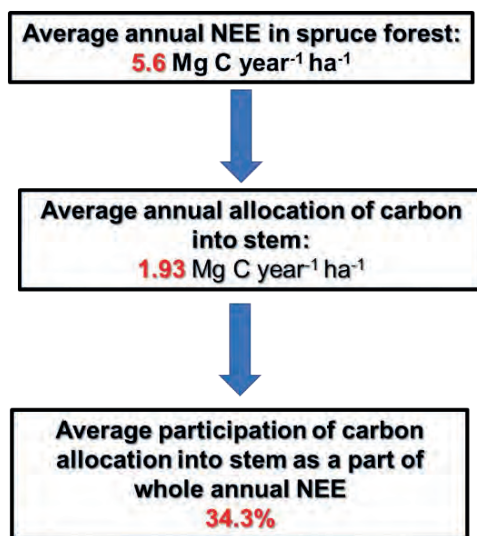 Average annual NEE in spruce forest:
5.6 Mg C year⁻¹ ha⁻¹
Average annual allocation of carbon
into stem:
1.93 Mg C year⁻¹ ha⁻¹
Average participation of carbon
allocation into stem as a part of
whole annual NEE
34.3%